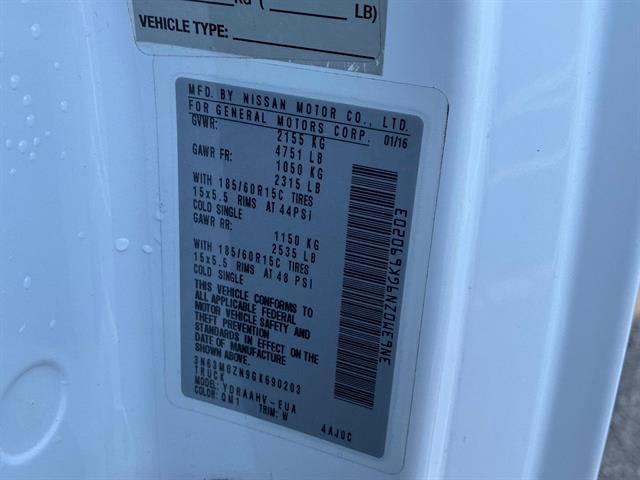 KG ( LB)
VEHICLE TYPE:
MFD. BY NISSAN MOTOR CO., LTD.
FOR GENERAL MOTORS CORP. 01/16
GVWR: 2155 KG
4751 LB
GAWR FR: 1050 KG
2315 LB
WITH 185/60R15C TIRES
15x5.5 RIMS AT 44PSI
COLD SINGLE
GAWR RR: 1150 KG
2535 LB
WITH 185/60R15C TIRES
15x5.5 RIMS AT 48 PSI
COLD SINGLE
THIS VEHICLE CONFORMS TO
ALL APPLICABLE FEDERAL
MOTOR VEHICLE SAFETY AND
THEFT PREVENTION
STANDARDS IN EFFECT ON THE
DATE OF MANUFACTURE
SHOWN ABOVE.
3N63M0ZN9GK690203
TRUCK
MODEL: YDRAAHV-EUA
COLOR: QM1 TRIM: W 4AJ0C
3N63M0ZN9GK690203